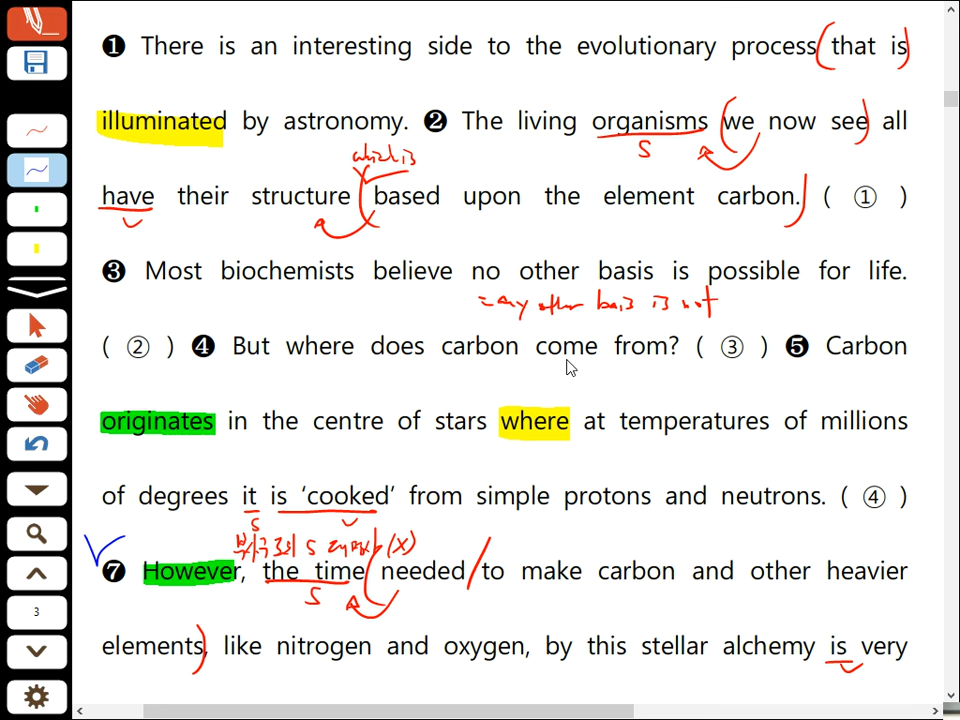 ❶ There is an interesting side to the evolutionary process ( that is )
illuminated by astronomy. ❷ The living organisms ( we now see ) all
S
which is
have their structure ( based upon the element carbon. ) ( ① )
❸ Most biochemists believe no other basis is possible for life.
= any other basis is not
( ② ) ❹ But where does carbon come from? ( ③ ) ❺ Carbon
originates in the centre of stars where at temperatures of millions
of degrees it is ‘cooked’ from simple protons and neutrons. ( ④ )
S
S (X)
❼ However, the time ( needed / to make carbon and other heavier
S
elements ) , like nitrogen and oxygen, by this stellar alchemy is very
3